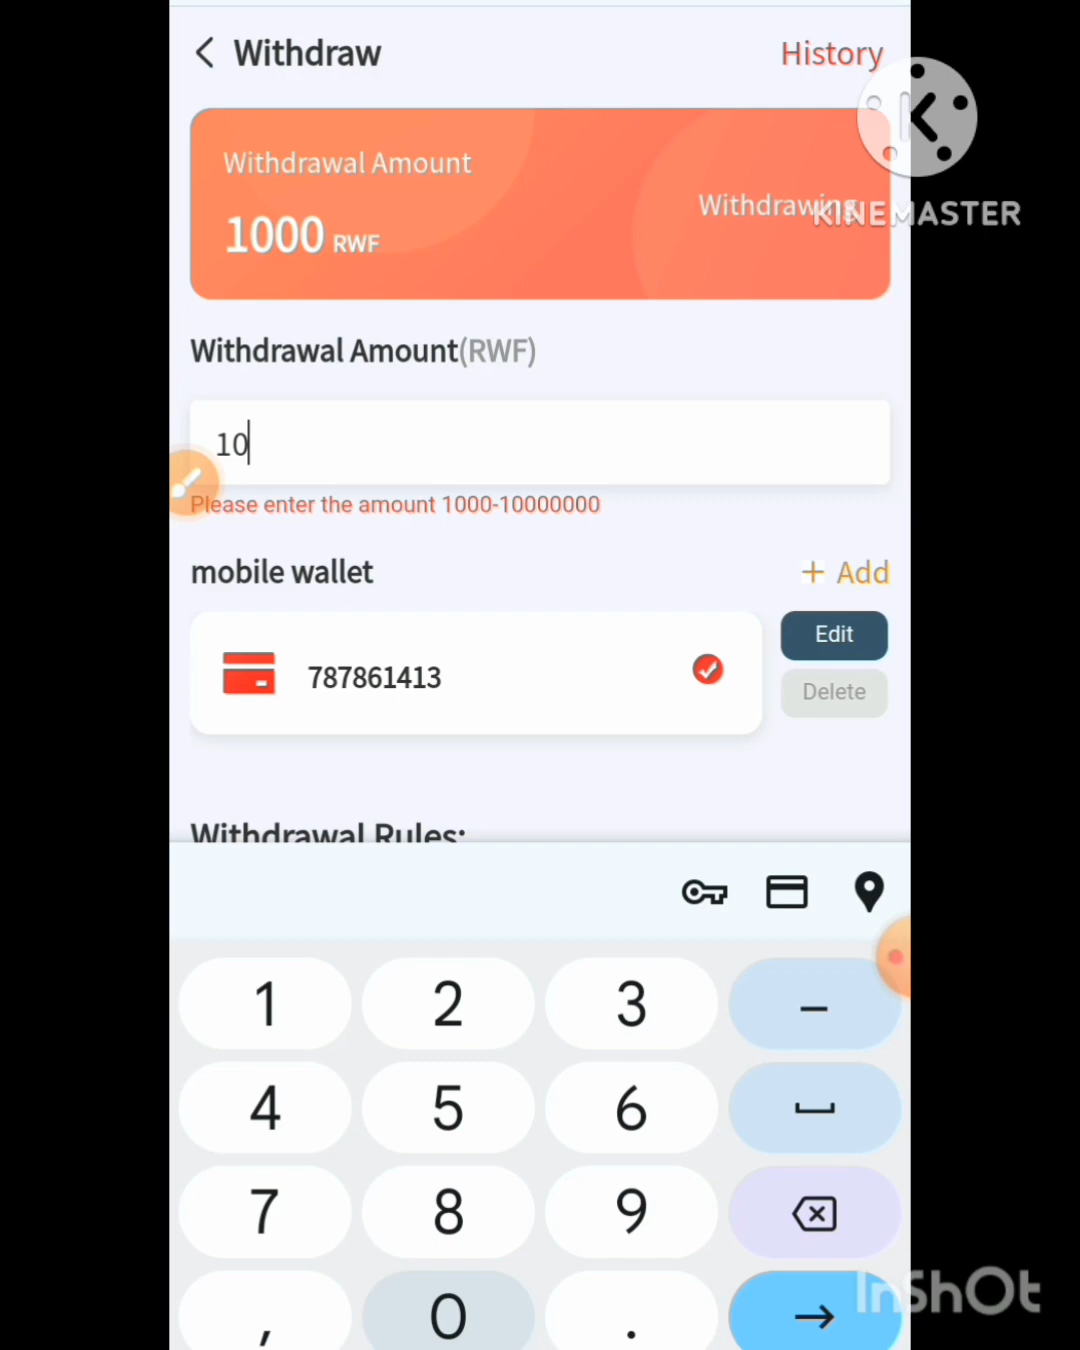 Withdraw
History
Withdrawal Amount
1000 RWF
Withdrawing
K
KINEMASTER
Withdrawal Amount(RWF)
10
Please enter the amount 1000-10000000
mobile wallet
+ Add
787861413
Edit
Delete
Withdrawal Rules:
1 2 3 –
4 5 6
7 8 9
, 0 .
InShOt